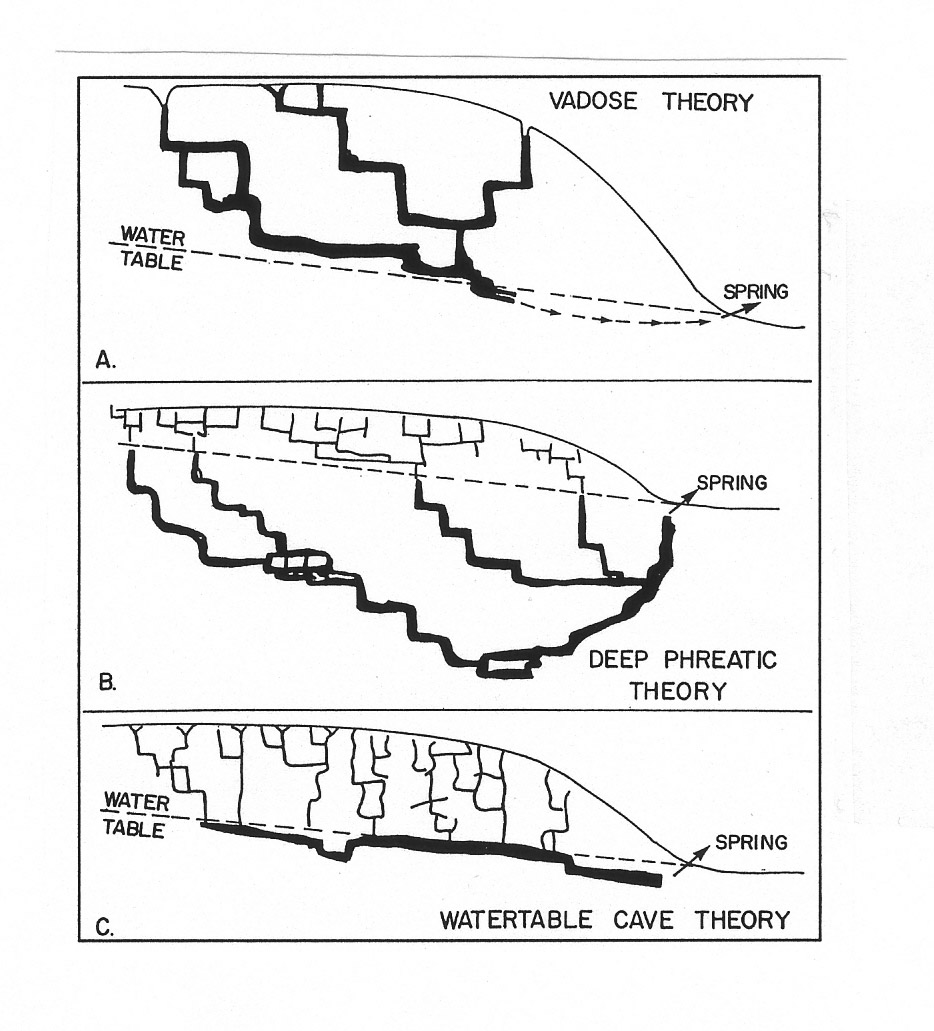 VADOSE THEORY
WATER
TABLE
SPRING
A.
SPRING
DEEP PHREATIC
THEORY
B.
WATER
TABLE
SPRING
WATERTABLE CAVE THEORY
C.